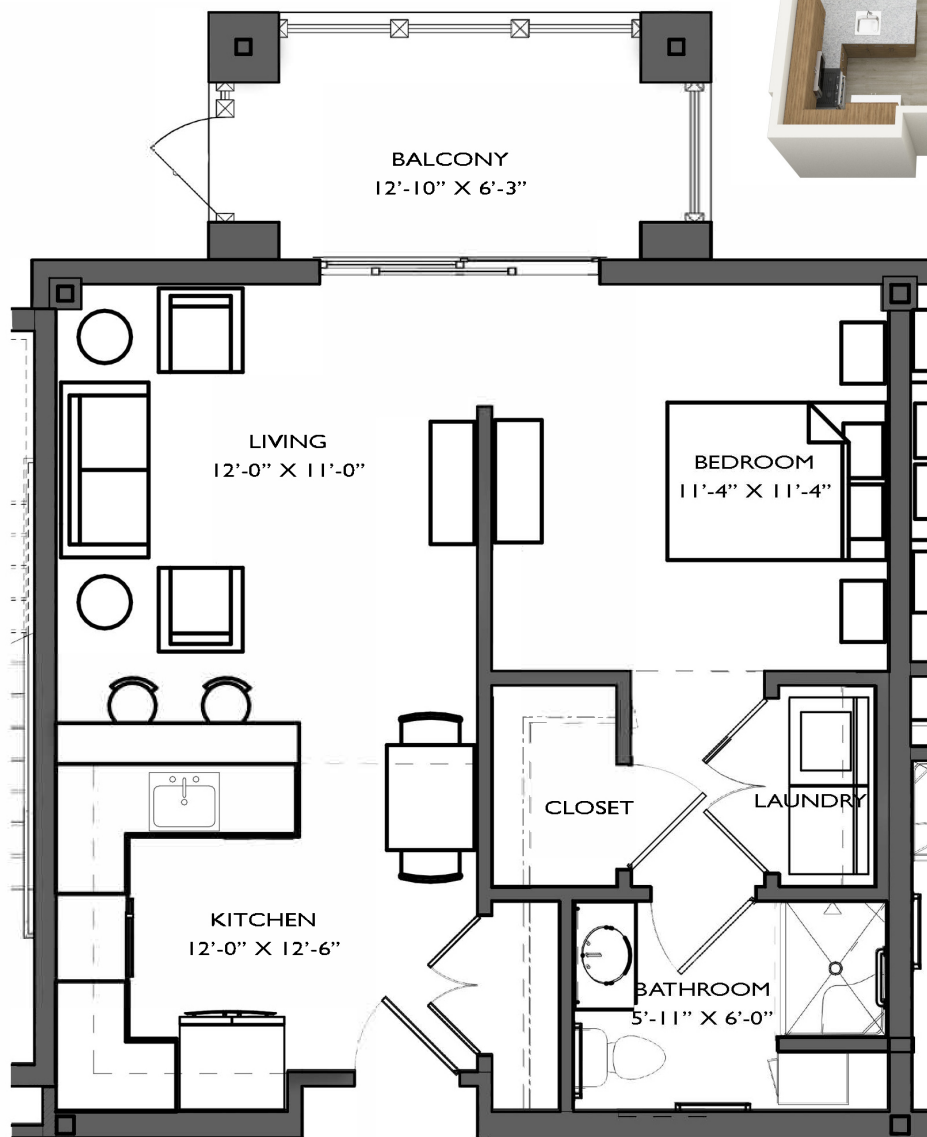 BALCONY
12’-10” X 6’-3”
LIVING
12’-0” X 11’-0”
BEDROOM
11’-4” X 11’-4”
CLOSET
LAUNDRY
KITCHEN
12’-0” X 12’-6”
BATHROOM
5’-11” X 6’-0”